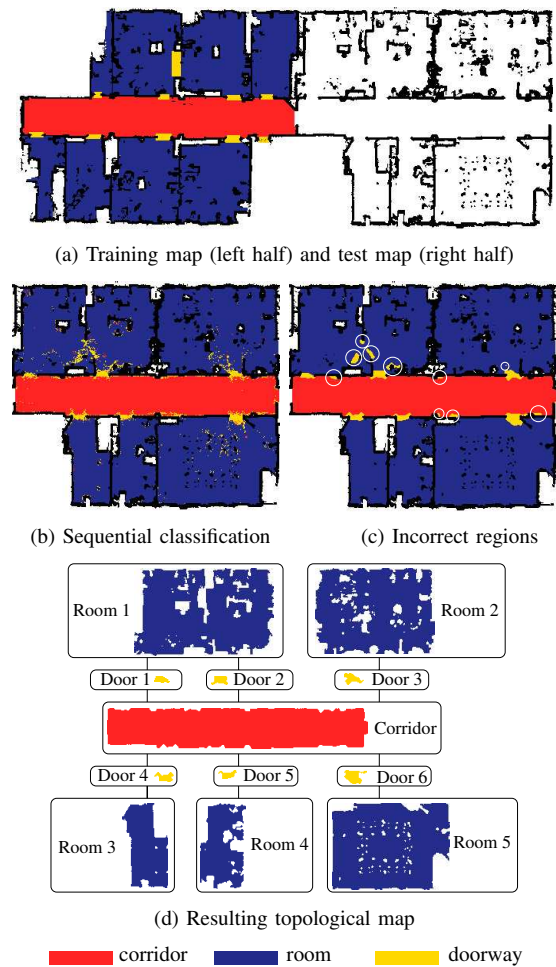 (a) Training map (left half) and test map (right half)
(b) Sequential classification
(c) Incorrect regions
Room 1
Room 2
Door 1
Door 2
Door 3
Corridor
Door 4
Door 5
Door 6
Room 3
Room 4
Room 5
(d) Resulting topological map
corridor
room
doorway